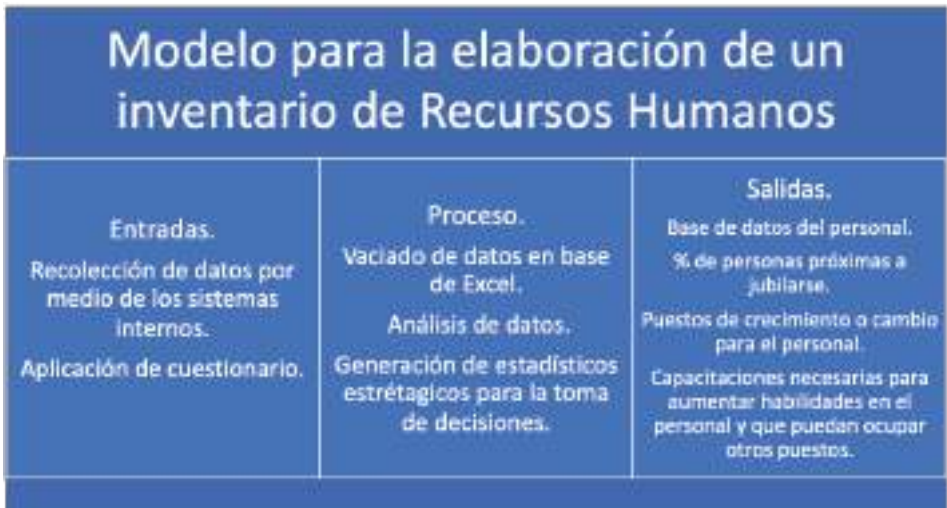 Modelo para la elaboración de un
inventario de Recursos Humanos
Entradas.
Recolección de datos por
medio de los sistemas
internos.
Aplicación de cuestionario.
Proceso.
Vaciado de datos en base
de Excel.
Análisis de datos.
Generación de estadísticos
estrétagicos para la toma
de decisiones.
Salidas.
Base de datos del personal.
% de personas próximas a
jubilarse.
Puestos de crecimiento o cambio
para el personal.
Capacitaciones necesarias para
aumentar habilidades en el
personal y que puedan ocupar
otros puestos.